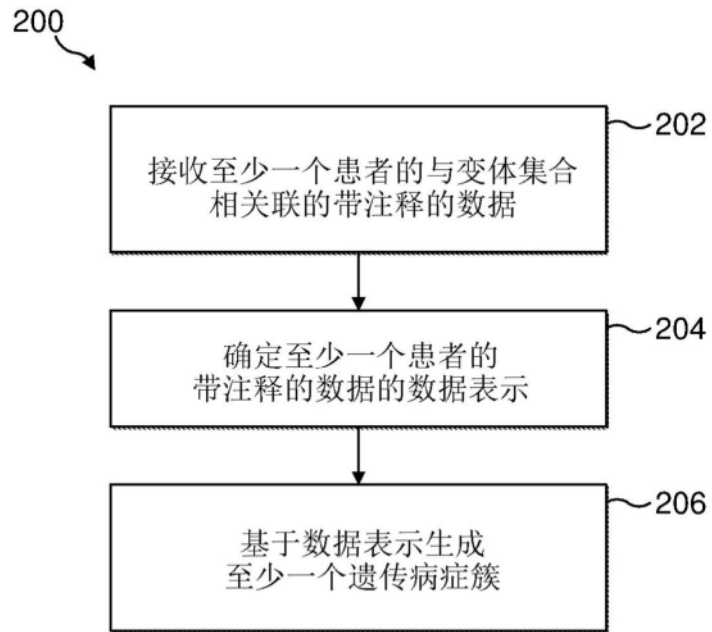 200
202
接收至少一个患者的与变体集合
相关联的带注释的数据
204
确定至少一个患者的
带注释的数据的数据表示
206
基于数据表示生成
至少一个遗传病症簇